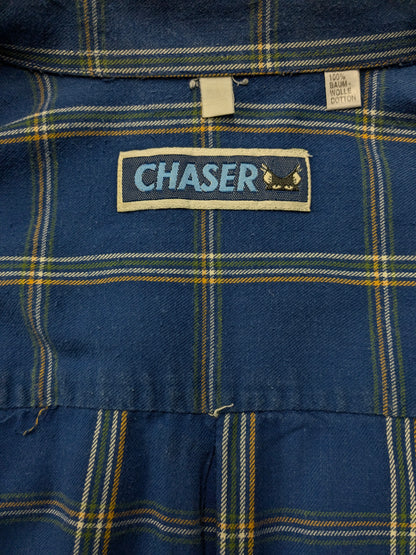 100%
BAUM-
WOLLE
COTTON
CHASER